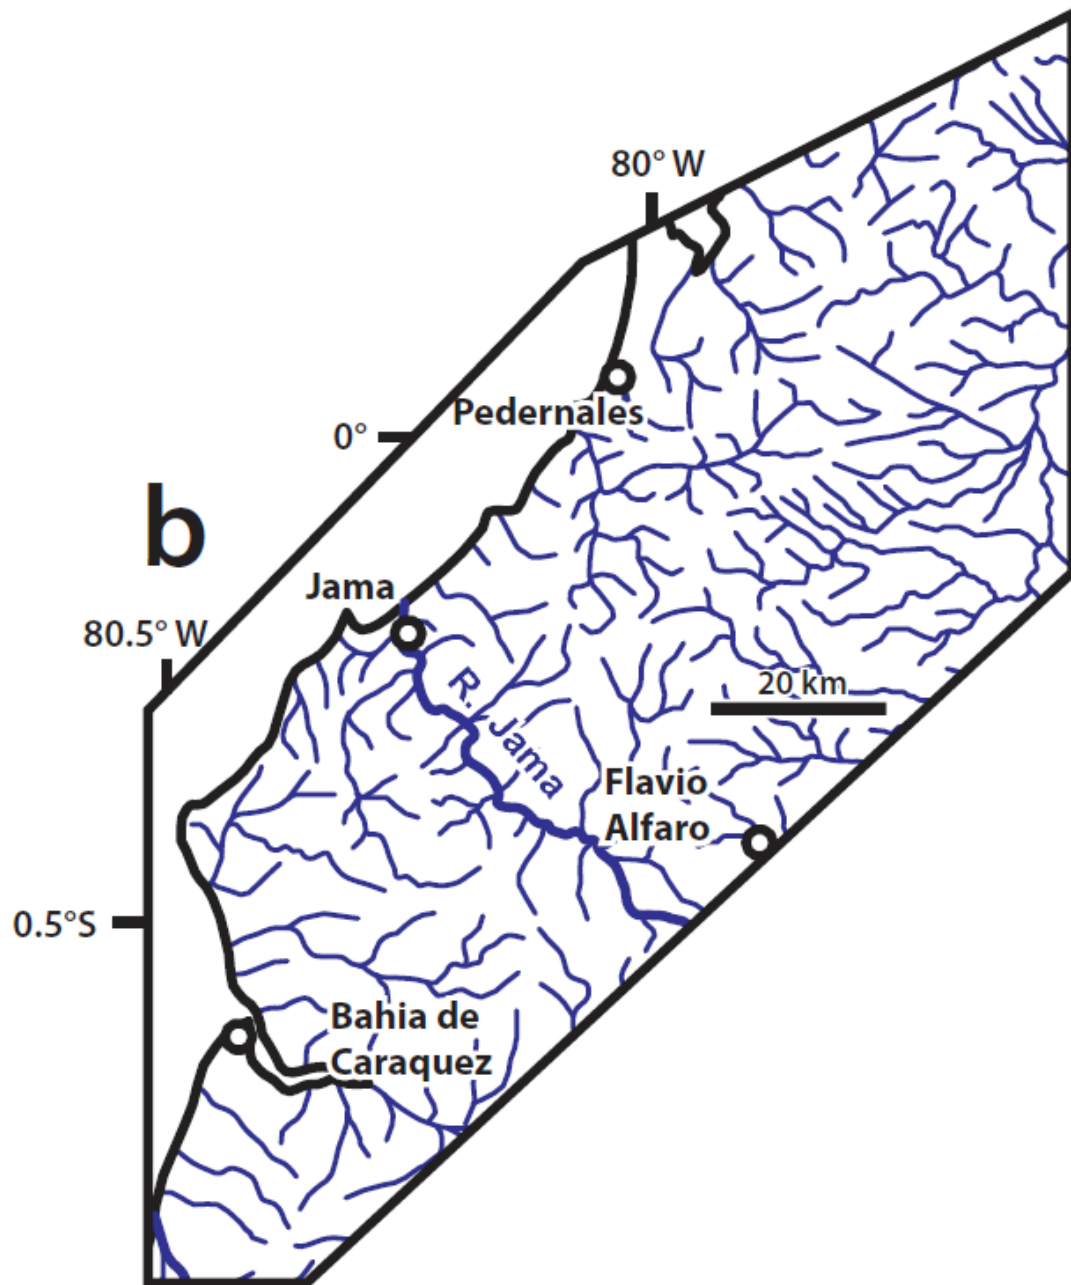 80° W
Pedernales
0°
b
Jama
80.5° W
R. Jama
20 km
Flavio
Alfaro
0.5°S
Bahia de
Caraquez